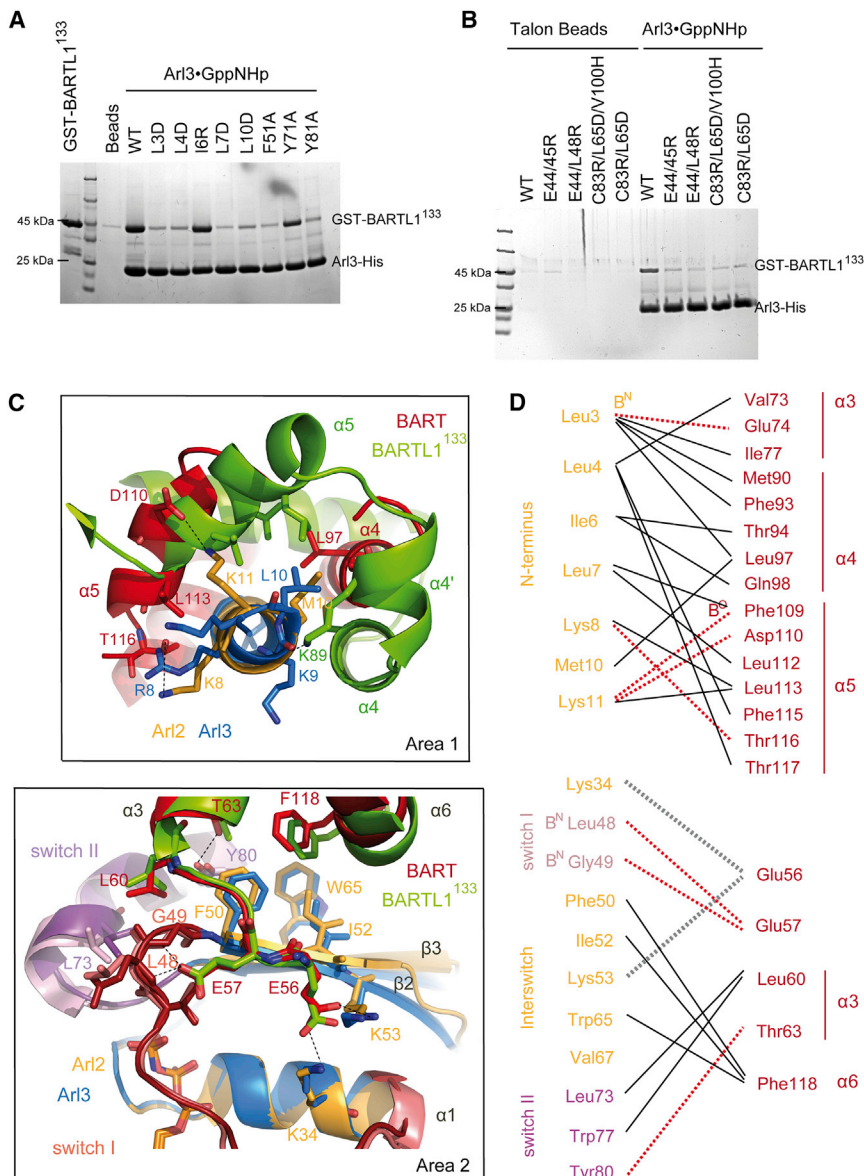 A
GST-BARTL1133
Beads
Arl3•GppNHp
WT
L3D
L4D
I6R
L7D
L10D
F51A
Y71A
Y81A
45 kDa
25 kDa
GST-BARTL1133
Arl3-His
B
Talon Beads
Arl3•GppNHp
WT
E44/45R
E44/L48R
C83R/L65D/V100H
C83R/L65D
WT
E44/45R
E44/L48R
C83R/L65D/V100H
C83R/L65D
45 kDa
25 kDa
GST-BARTL1133
Arl3-His
C
α5
BART
BARTL1133
D110
L97
α4
K11
L10
α4'
α5
L113
M10
T116
K89
R8
K8
K9
α4
Arl2 Arl3
Area 1
α3
T63
F118
α6
switch II
Y80
BART
BARTL1133
L60
F50
W65
G49
I52
L73
L48
β3
E57
E56
β2
K53
Arl2
Arl3
K34
α1
switch I
Area 2
D
N-terminus
BN
Leu3
Leu4
Ile6
Leu7
Lys8
Met10
Lys11
Val73
Glu74
Ile77
Met90
Phe93
Thr94
Leu97
Gln98
BO
Phe109
Asp110
Leu112
Leu113
Phe115
Thr116
Thr117
α3
α4
α5
switch I
Lys34
BN Leu48
BN Gly49
Interswitch
Phe50
Ile52
Lys53
Trp65
Val67
switch II
Leu73
Trp77
Tyr80
Glu56
Glu57
Leu60
Thr63
α3
Phe118
α6